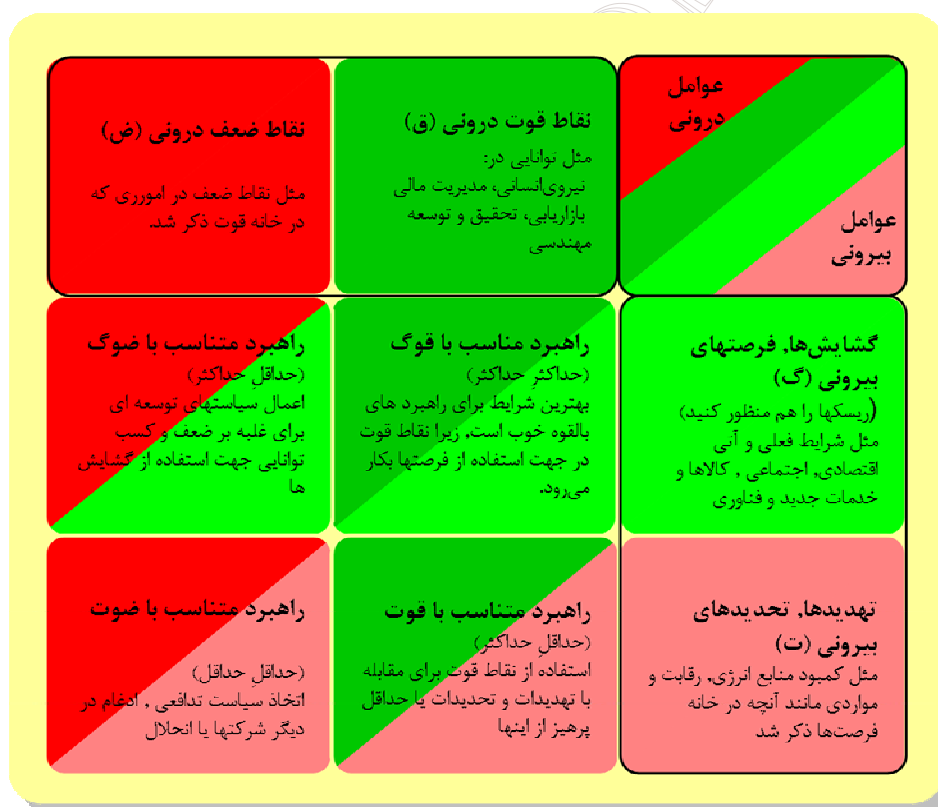 عوامل
درونی
عوامل
بیرونی
نقاط قوت درونی (ق)
مثل توانایی در:
نیروی‌انسانی، مدیریت مالی
بازاریابی، تحقیق و توسعه
مهندسی
نقاط ضعف درونی (ض)
مثل نقاط ضعف در امورری که
در خانه قوت ذکر شد.
گشایش‌ها, فرصتهای
بیرونی (گ)
(ریسکها را هم منظور کنید)
مثل شرایط فعلی و آتی
اقتصادی, اجتماعی , کالاها و
خدمات جدید و فناوری
راهبرد مناسب با قوگ
(حداکثرِ حداکثر)
بهترین شرایط برای راهبرد های
بالقوه خوب است, زیرا نقاط قوت
در جهت استفاده از فرصتها بکار
می‌رود.
راهبرد متناسب با ضوگ
(حداقلِ حداکثر)
اعمال سیاستهای توسعه ای
برای غلبه بر ضعف و کسب
توانایی جهت استفاده از گشایش
ها
تهدیدها, تحدیدهای
بیرونی (ت)
مثل کمبود منابع انرژی, رقابت و
مواردی مانند آنچه در خانه
فرصت‌ها ذکر شد
راهبرد متناسب با قوت
(حداقلِ حداکثر)
استفاده از نقاط قوت برای مقابله
با تهدیدات و تحدیدات یا حداقل
پرهیز از اینها
راهبرد متناسب با ضوت
(حداقلِ حداقل)
اتخاذ سیاست تدافعی , ادغام در
دیگر شرکتها یا انحلال